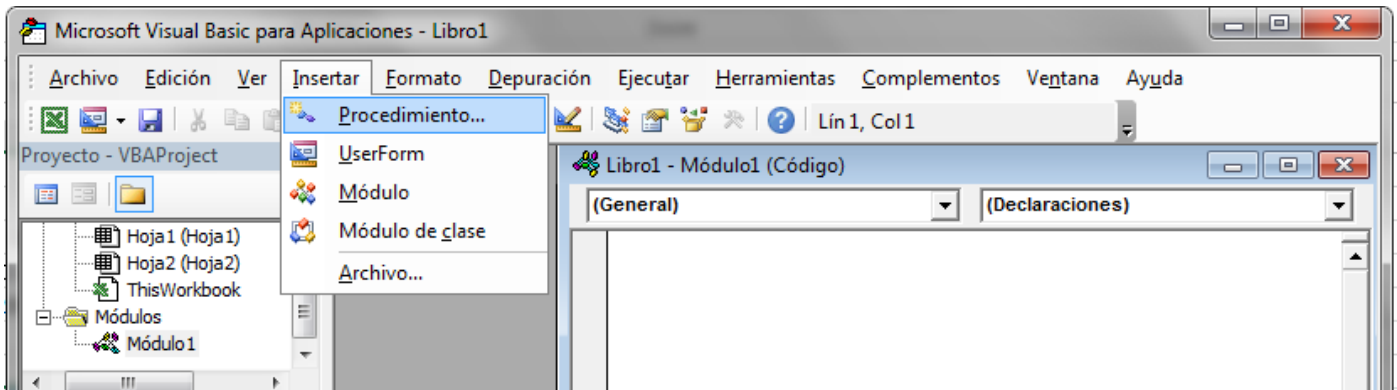 Microsoft Visual Basic para Aplicaciones - Libro1
Archivo Edición Ver Insertar Formato Depuración Ejecutar Herramientas Complementos Ventana Ayuda
Procedimiento...
Lín 1, Col 1
UserForm
Módulo
Módulo de clase
Archivo...
Proyecto - VBAProject
Hoja1 (Hoja1)
Hoja2 (Hoja2)
ThisWorkbook
Módulos
Módulo1
Libro1 - Módulo1 (Código)
(General) (Declaraciones)